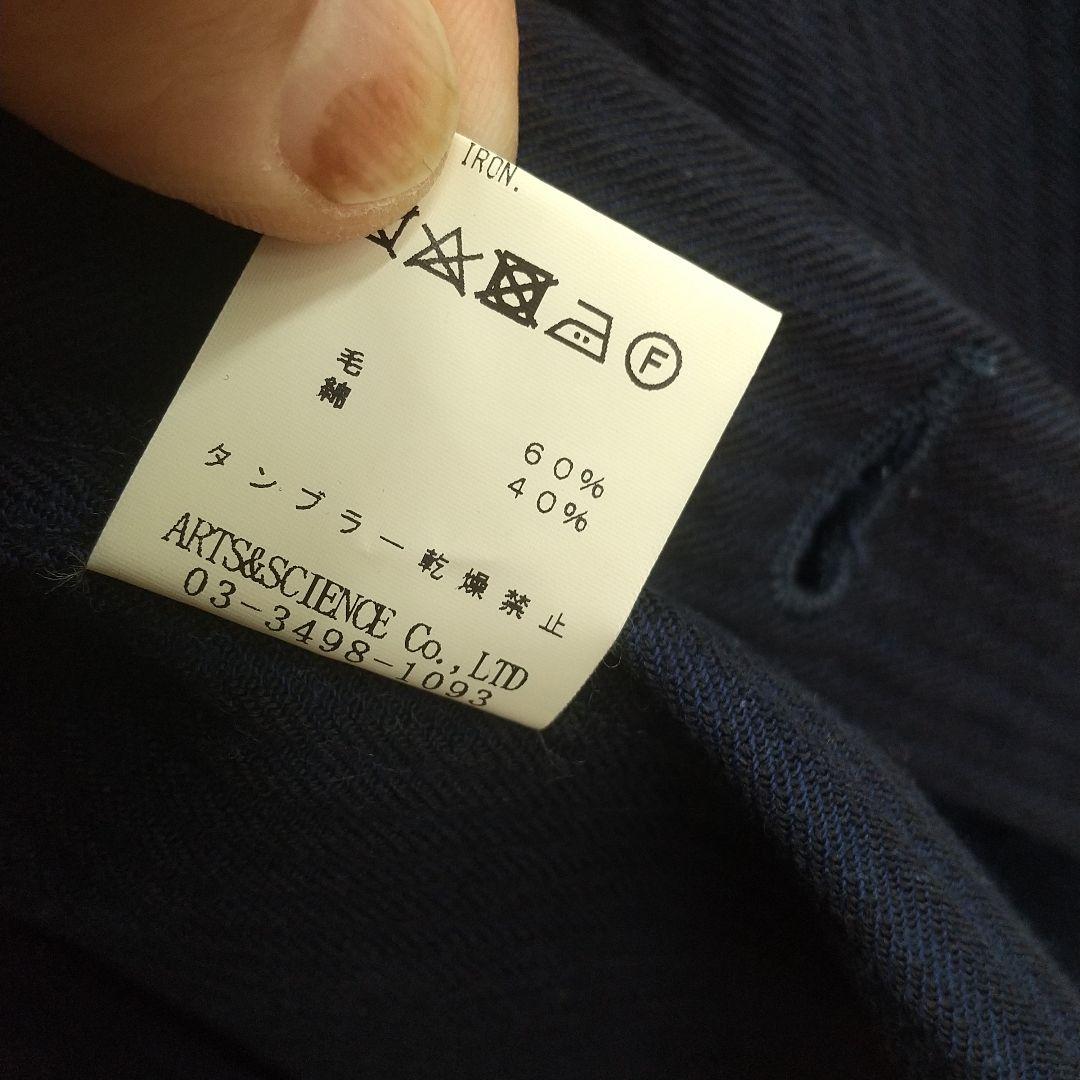 IRON.
F
毛 60%
綿 40%
タンブラー乾燥禁止
ARTS&SCIENCE Co.,LTD
03-3498-1093